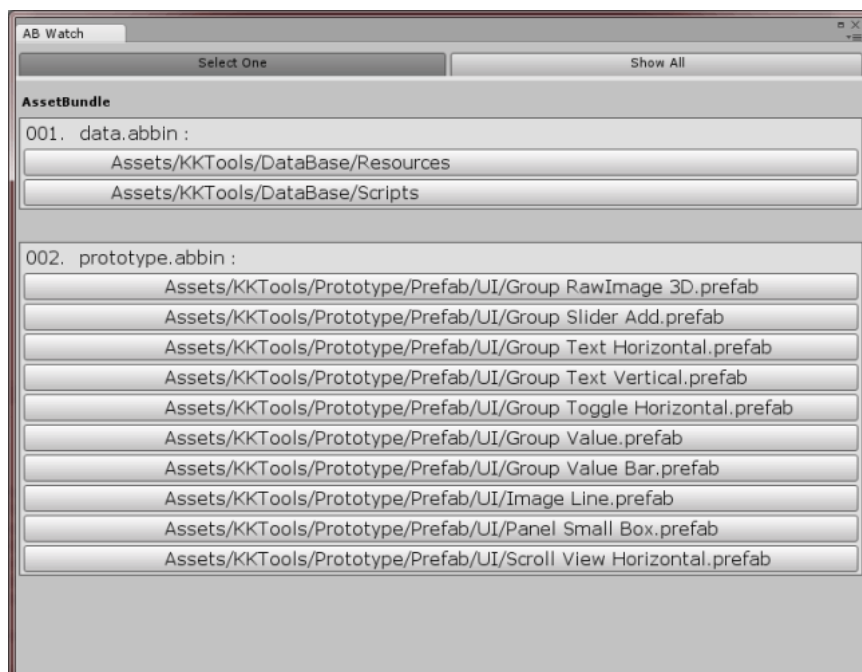 AB Watch
Select One Show All
AssetBundle
001. data.abbin :
Assets/KKTools/DataBase/Resources
Assets/KKTools/DataBase/Scripts
002. prototype.abbin :
Assets/KKTools/Prototype/Prefab/UI/Group RawImage 3D.prefab
Assets/KKTools/Prototype/Prefab/UI/Group Slider Add.prefab
Assets/KKTools/Prototype/Prefab/UI/Group Text Horizontal.prefab
Assets/KKTools/Prototype/Prefab/UI/Group Text Vertical.prefab
Assets/KKTools/Prototype/Prefab/UI/Group Toggle Horizontal.prefab
Assets/KKTools/Prototype/Prefab/UI/Group Value.prefab
Assets/KKTools/Prototype/Prefab/UI/Group Value Bar.prefab
Assets/KKTools/Prototype/Prefab/UI/Image Line.prefab
Assets/KKTools/Prototype/Prefab/UI/Panel Small Box.prefab
Assets/KKTools/Prototype/Prefab/UI/Scroll View Horizontal.prefab